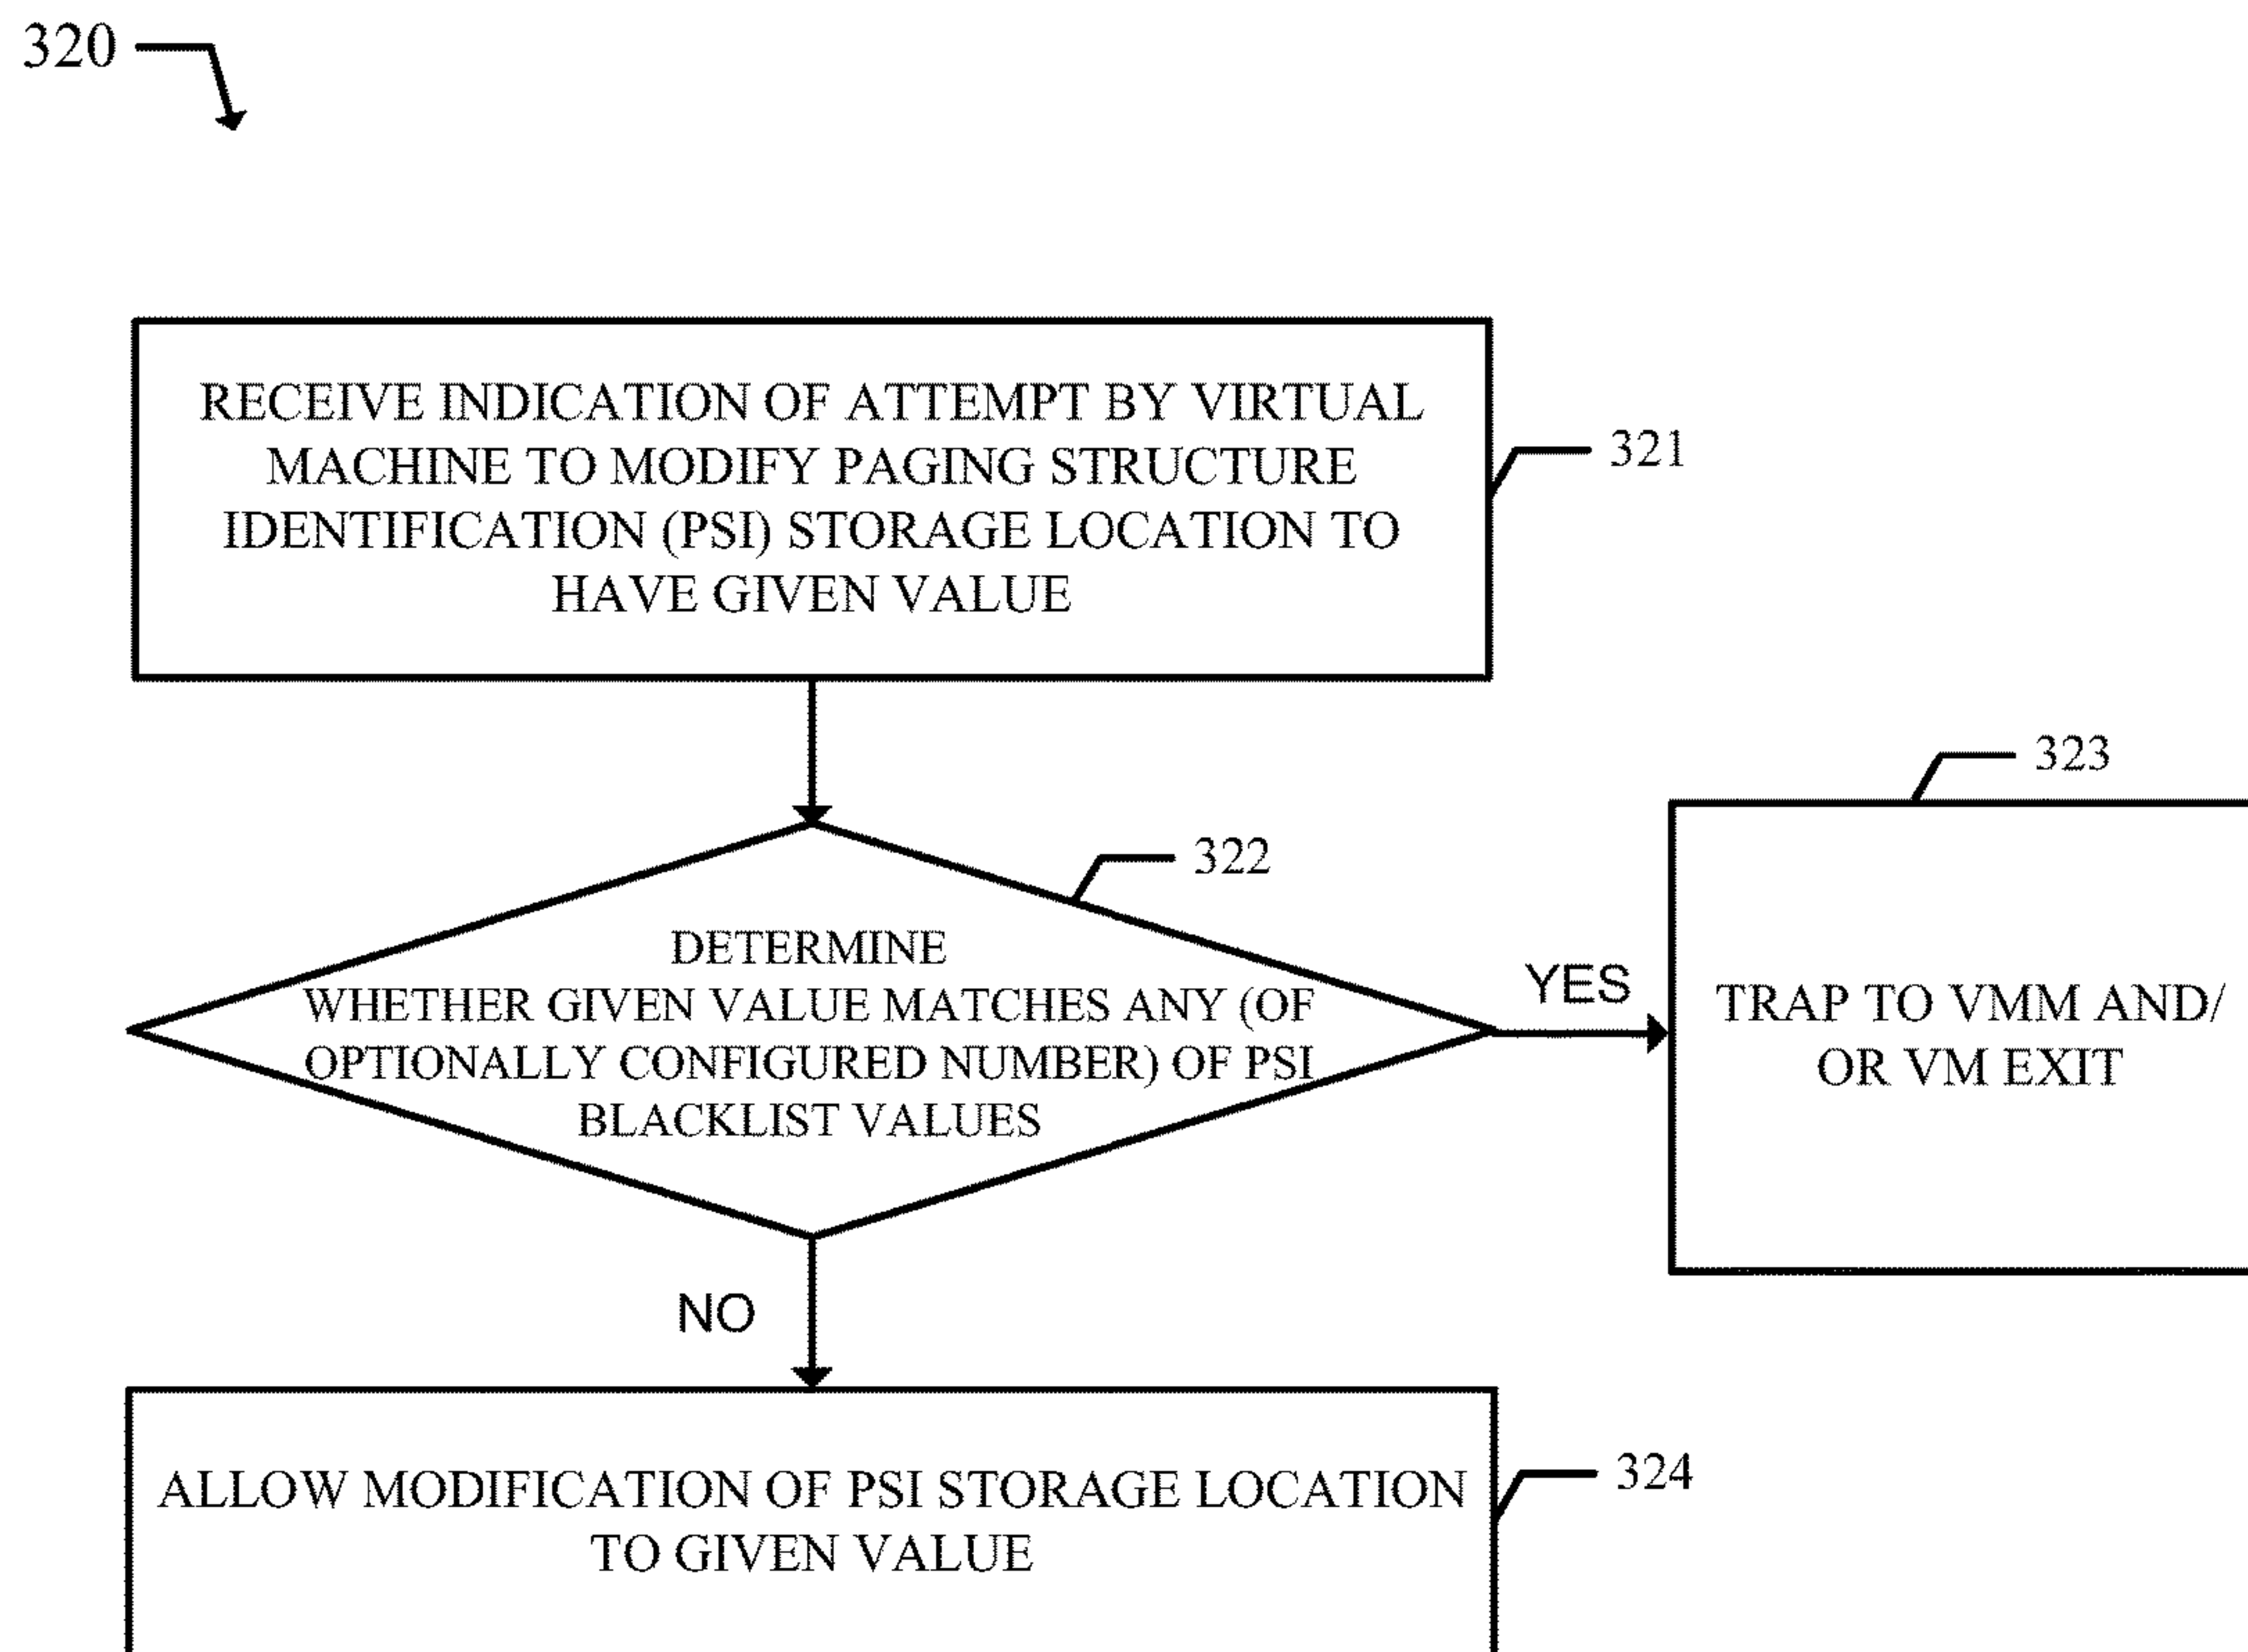 320
RECEIVE INDICATION OF ATTEMPT BY VIRTUAL
MACHINE TO MODIFY PAGING STRUCTURE
IDENTIFICATION (PSI) STORAGE LOCATION TO
HAVE GIVEN VALUE
321
322
DETERMINE
WHETHER GIVEN VALUE MATCHES ANY (OF
OPTIONALLY CONFIGURED NUMBER) OF PSI
BLACKLIST VALUES
YES
323
TRAP TO VMM AND/
OR VM EXIT
NO
ALLOW MODIFICATION OF PSI STORAGE LOCATION
TO GIVEN VALUE
324